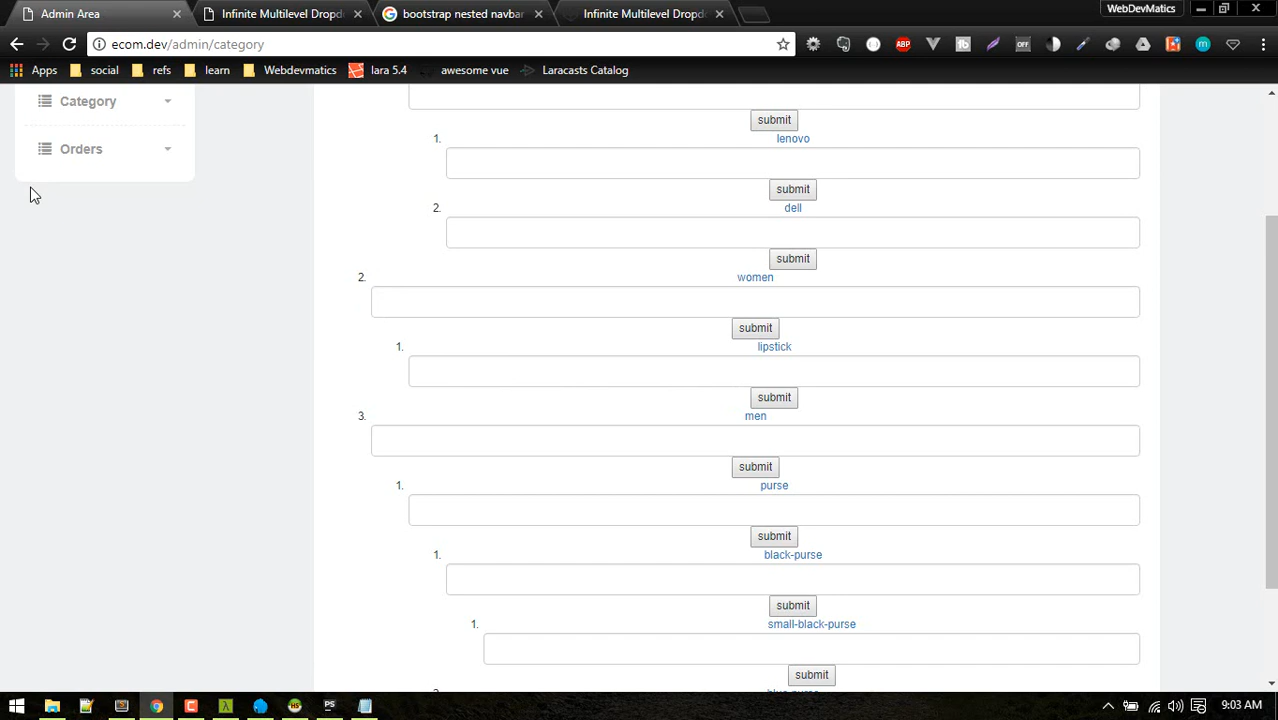 Admin Area
Infinite Multilevel Dropd
bootstrap nested navbar
Infinite Multilevel Dropd
WebDevMatics
ecom.dev/admin/category
ABP
OFF
Apps
social
refs
learn
Webdevmatics
lara 5.4
awesome vue
Laracasts Catalog
Category
Orders
submit
1.
lenovo
submit
2.
dell
submit
2.
women
submit
1.
lipstick
submit
3.
men
submit
1.
purse
submit
1.
black-purse
submit
1.
small-black-purse
submit
9:03 AM